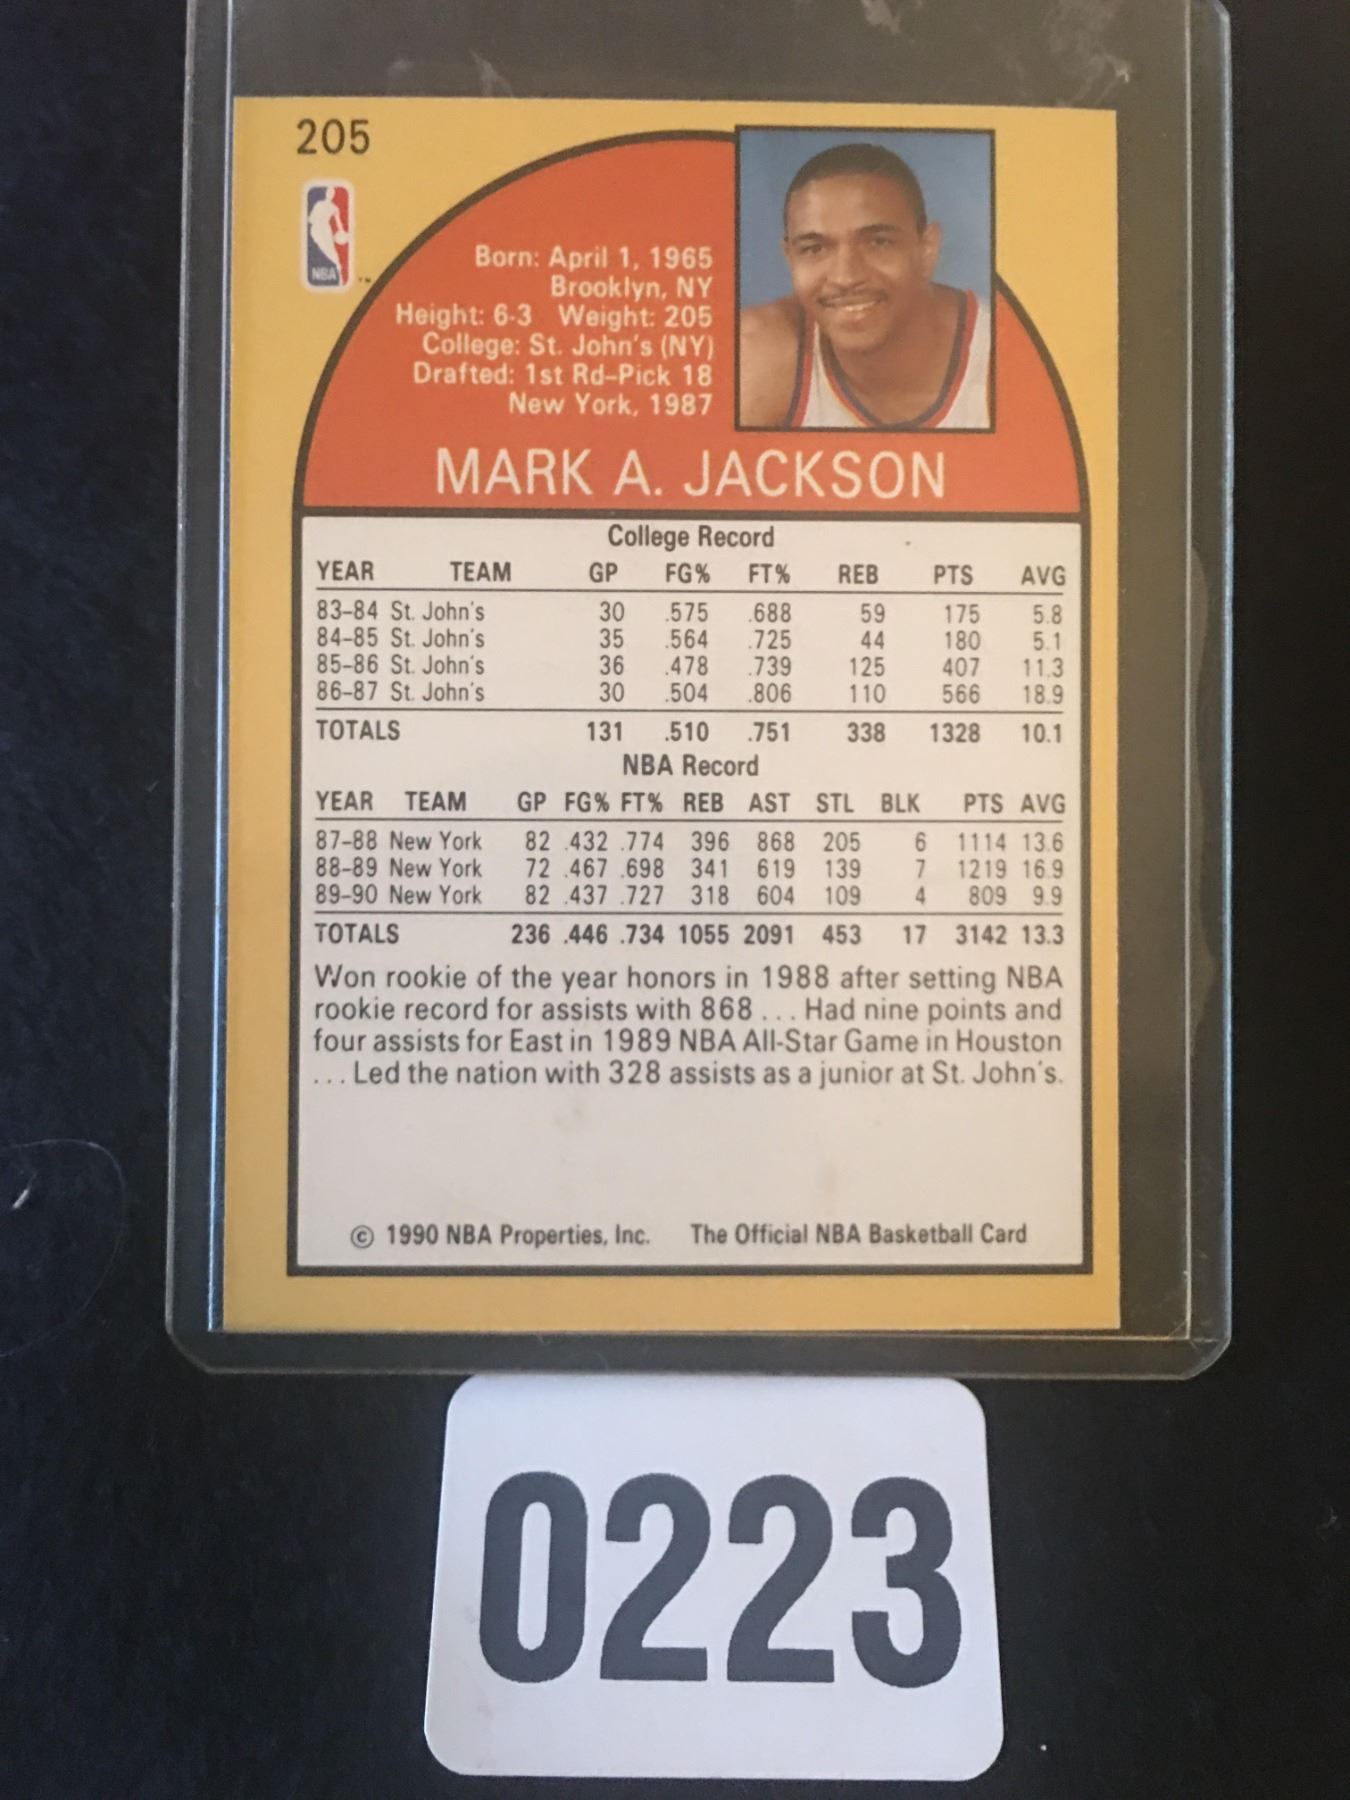 205
NBA
TM
Born: April 1, 1965
Brooklyn, NY
Height: 6-3 Weight: 205
College: St. John's (NY)
Drafted: 1st Rd-Pick 18
New York, 1987
MARK A. JACKSON
College Record
YEAR TEAM GP FG% FT% REB PTS AVG
83-84 St. John's 30 .575 .688 59 175 5.8
84-85 St. John's 35 .564 .725 44 180 5.1
85-86 St. John's 36 .478 .739 125 407 11.3
86-87 St. John's 30 .504 .806 110 566 18.9
TOTALS 131 .510 .751 338 1328 10.1
NBA Record
YEAR TEAM GP FG% FT% REB AST STL BLK PTS AVG
87-88 New York 82 .432 .774 396 868 205 6 1114 13.6
88-89 New York 72 .467 .698 341 619 139 7 1219 16.9
89-90 New York 82 .437 .727 318 604 109 4 809 9.9
TOTALS 236 .446 .734 1055 2091 453 17 3142 13.3
Won rookie of the year honors in 1988 after setting NBA
rookie record for assists with 868 ... Had nine points and
four assists for East in 1989 NBA All-Star Game in Houston
... Led the nation with 328 assists as a junior at St. John's.
© 1990 NBA Properties, Inc. The Official NBA Basketball Card
0223